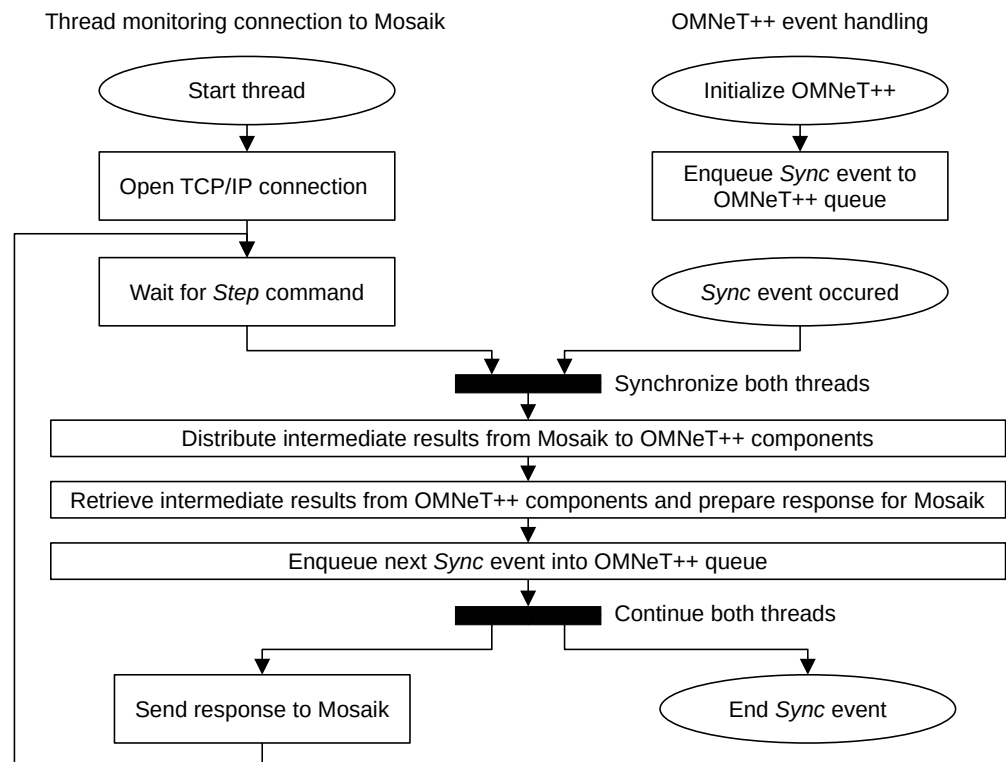 Thread monitoring connection to Mosaik
OMNeT++ event handling
Start thread
Initialize OMNeT++
Open TCP/IP connection
Enqueue Sync event to
OMNeT++ queue
Wait for Step command
Sync event occured
Synchronize both threads
Distribute intermediate results from Mosaik to OMNeT++ components
Retrieve intermediate results from OMNeT++ components and prepare response for Mosaik
Enqueue next Sync event into OMNeT++ queue
Continue both threads
Send response to Mosaik
End Sync event